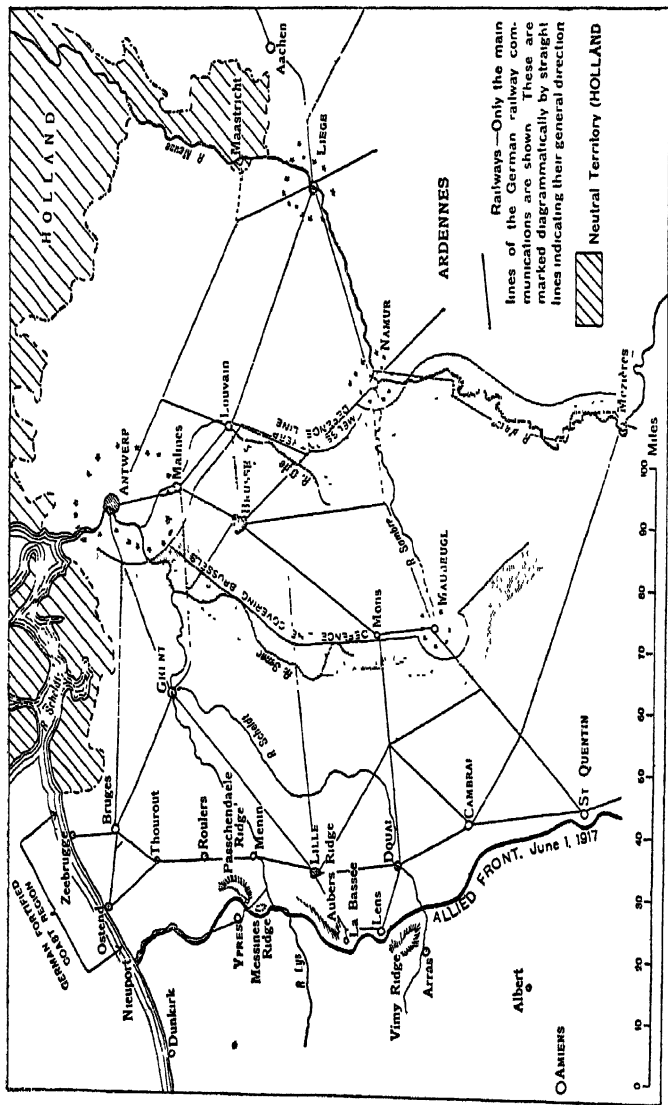 HOLLAND
Aachen
R Meuse
Maastricht
LIEGE
ARDENNES
Railways—Only the main
lines of the German railway com-
munications are shown These are
marked diagrammatically by straight
lines indicating their general direction
Neutral Terrritory (HOLLAND
NAMUR
Mezières
ANTWERP
Malines
Louvain
R Dyle
DEFENCE LINE
R Sambre
MAUBEUGE
Mons
DEFENCE
COVERING BRUSSELS
R. Senne
R Scheldt
R Scheldt
GHENT
GERMAN FORTIFIED
COAST REGION
Zeebrugge
Bruges
Ostend
Thourout
Roulers
Passchendaele
Ridge
Menin
Nieuport
Dunkirk
YPRES
Messines
Ridge
R Lys
LILLE
Aubers Ridge
La Bassée
Lens
DOUAI
Vimy Ridge
Arras
CAMBRAI
ST QUENTIN
ALLIED FRONT. June 1, 1917
Albert
AMIENS
0 10 20 30 40 50 60 70 80 90 100 Miles